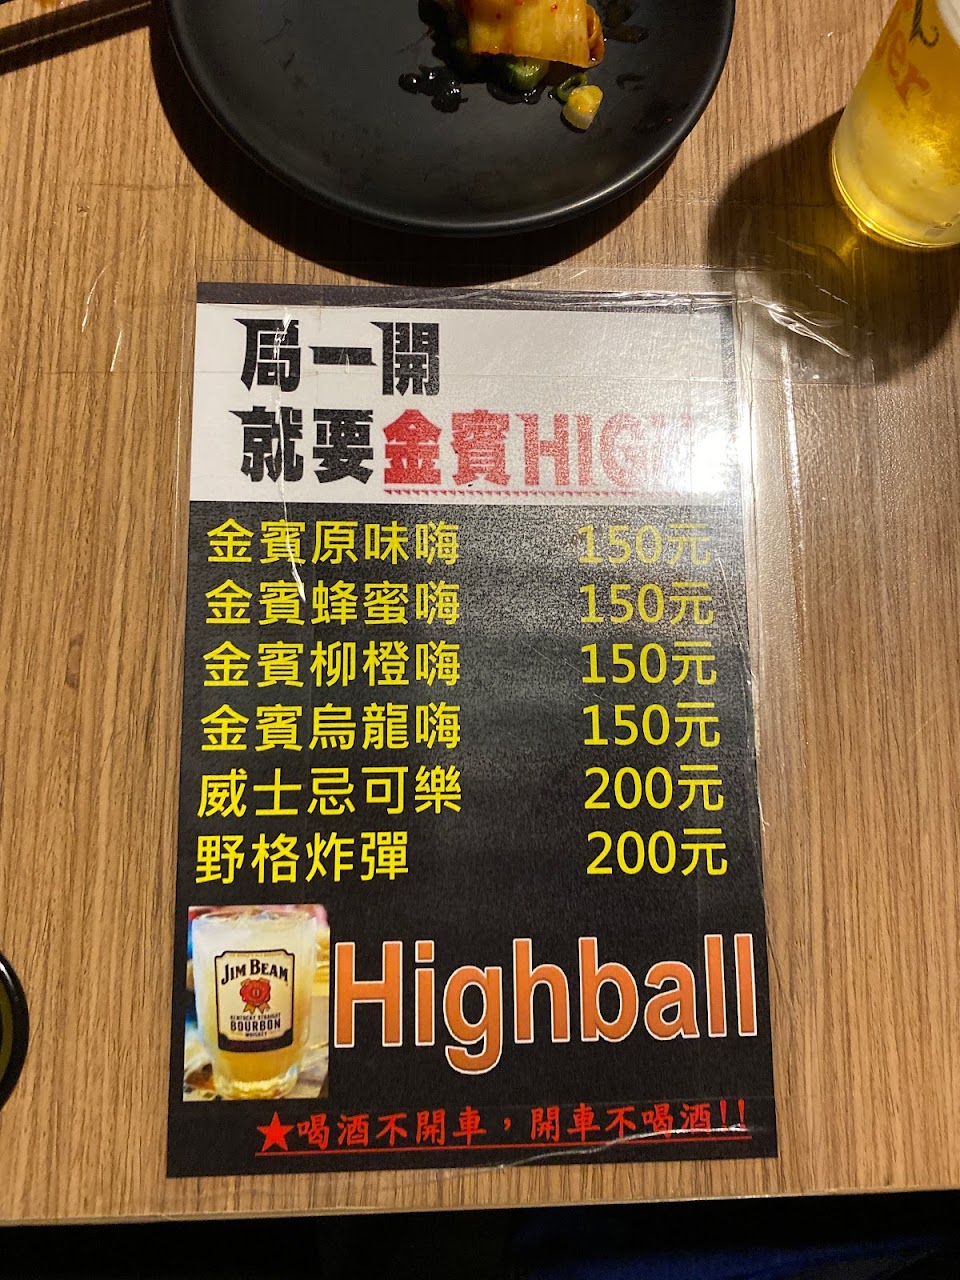 局一開
就要金賓HIGH
金賓原味嗨 150元
金賓蜂蜜嗨 150元
金賓柳橙嗨 150元
金賓烏龍嗨 150元
威士忌可樂 200元
野格炸彈 200元
JIM BEAM
KENTUCKY STRAIGHT
BOURBON
WHISKEY
Highball
★喝酒不開車，開車不喝酒!!